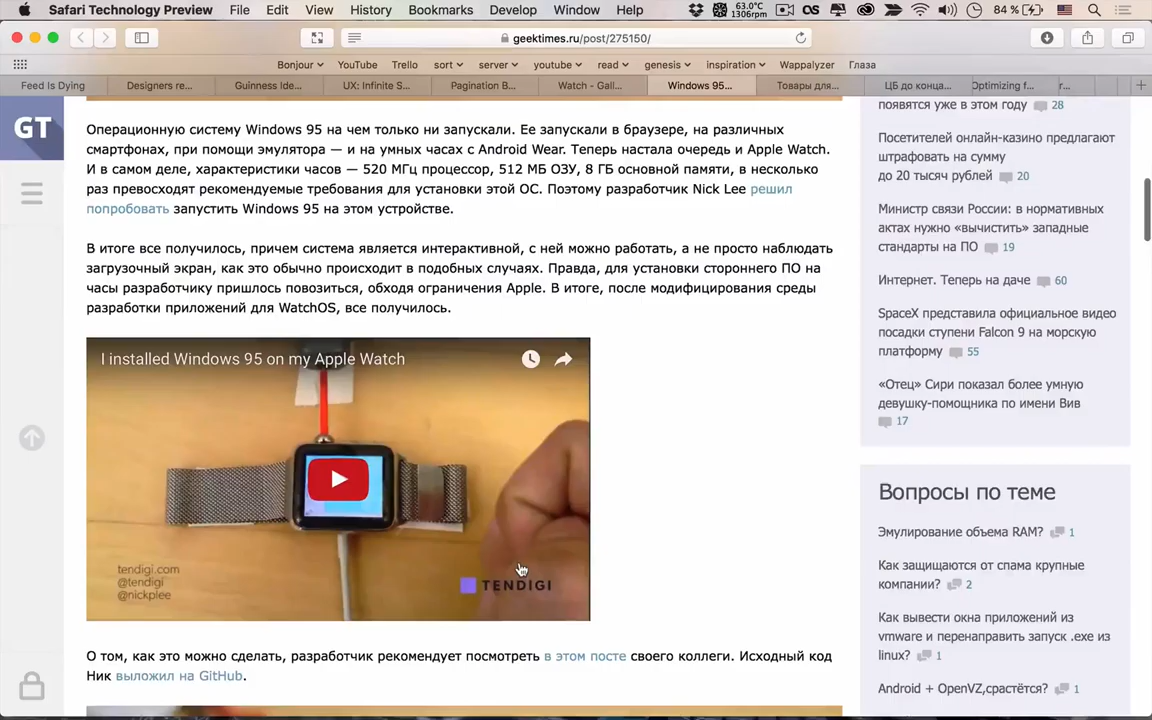 Safari Technology Preview File Edit View History Bookmarks Develop Window Help 63.0°C 1306rpm 84 %
geektimes.ru/post/275150/
Bonjour YouTube Trello sort server youtube read genesis inspiration Wappalyzer Глаза
Feed Is Dying Designers re... Guinness Ide... UX: Infinite S... Pagination B... Watch - Gall... Windows 95... Товары для... ЦБ до конца... Optimizing f... r...
GT
Операционную систему Windows 95 на чем только ни запускали. Ее запускали в браузере, на различных
смартфонах, при помощи эмулятора — и на умных часах с Android Wear. Теперь настала очередь и Apple Watch.
И в самом деле, характеристики часов — 520 МГц процессор, 512 МБ ОЗУ, 8 ГБ основной памяти, в несколько
раз превосходят рекомендуемые требования для установки этой ОС. Поэтому разработчик Nick Lee решил
попробовать запустить Windows 95 на этом устройстве.
В итоге все получилось, причем система является интерактивной, с ней можно работать, а не просто наблюдать
загрузочный экран, как это обычно происходит в подобных случаях. Правда, для установки стороннего ПО на
часы разработчику пришлось повозиться, обходя ограничения Apple. В итоге, после модифицирования среды
разработки приложений для WatchOS, все получилось.
I installed Windows 95 on my Apple Watch
tendigi.com
@tendigi
@nickplee
TENDIGI
О том, как это можно сделать, разработчик рекомендует посмотреть в этом посте своего коллеги. Исходный код
Ник выложил на GitHub.
появятся уже в этом году 28
Посетителей онлайн-казино предлагают
штрафовать на сумму
до 20 тысяч рублей 20
Министр связи России: в нормативных
актах нужно «вычистить» западные
стандарты на ПО 19
Интернет. Теперь на даче 60
SpaceX представила официальное видео
посадки ступени Falcon 9 на морскую
платформу 55
«Отец» Сири показал более умную
девушку-помощника по имени Вив
17
Вопросы по теме
Эмулирование объема RAM? 1
Как защищаются от спама крупные
компании? 2
Как вывести окна приложений из
vmware и перенаправить запуск .exe из
linux? 1
Android + OpenVZ,срастётся? 1